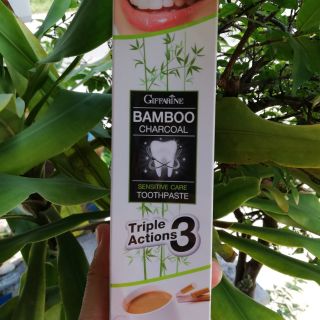 GIFFARINE
BAMBOO
CHARCOAL
SENSITIVE CARE
TOOTHPASTE
Triple
Actions 3